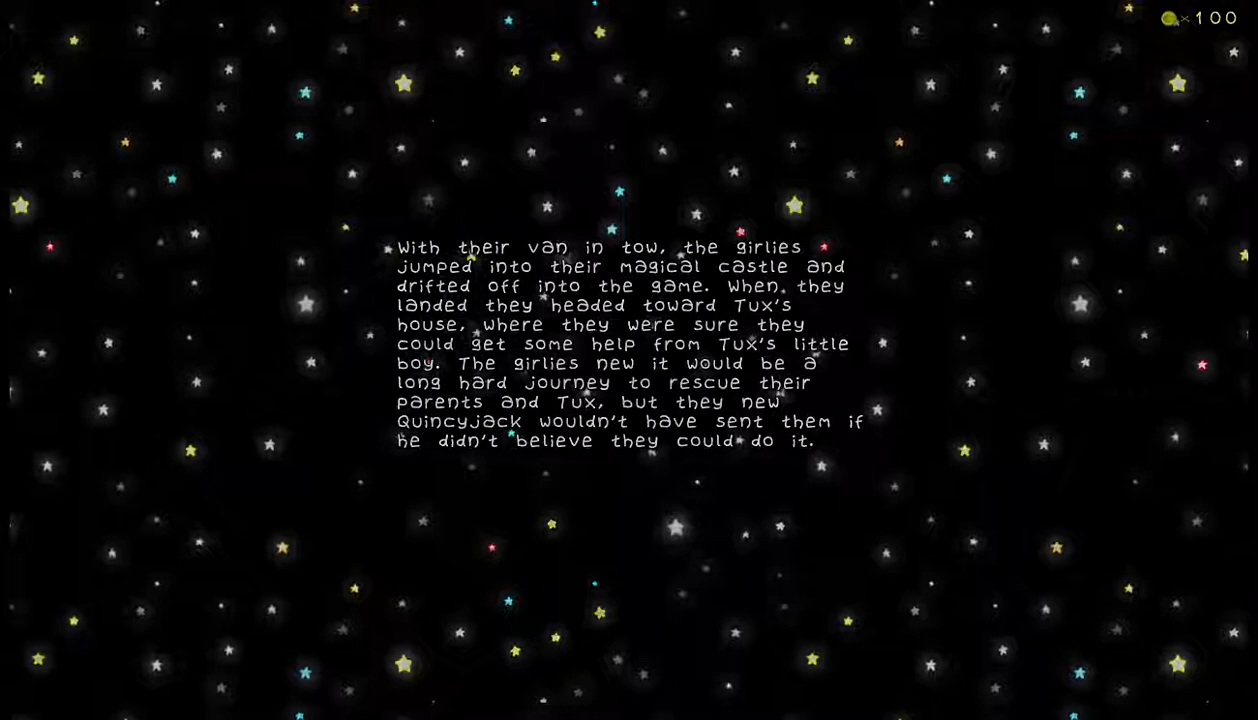 ×100
With their van in tow, the girlies
jumped into their magical castle and
drifted off into the game. When they
landed they headed toward Tux's
house, where they were sure they
could get some help from Tux's little
boy. The girlies new it would be a
long hard journey to rescue their
parents and Tux, but they new
Quincyjack wouldn't have sent them if
he didn't believe they could do it.